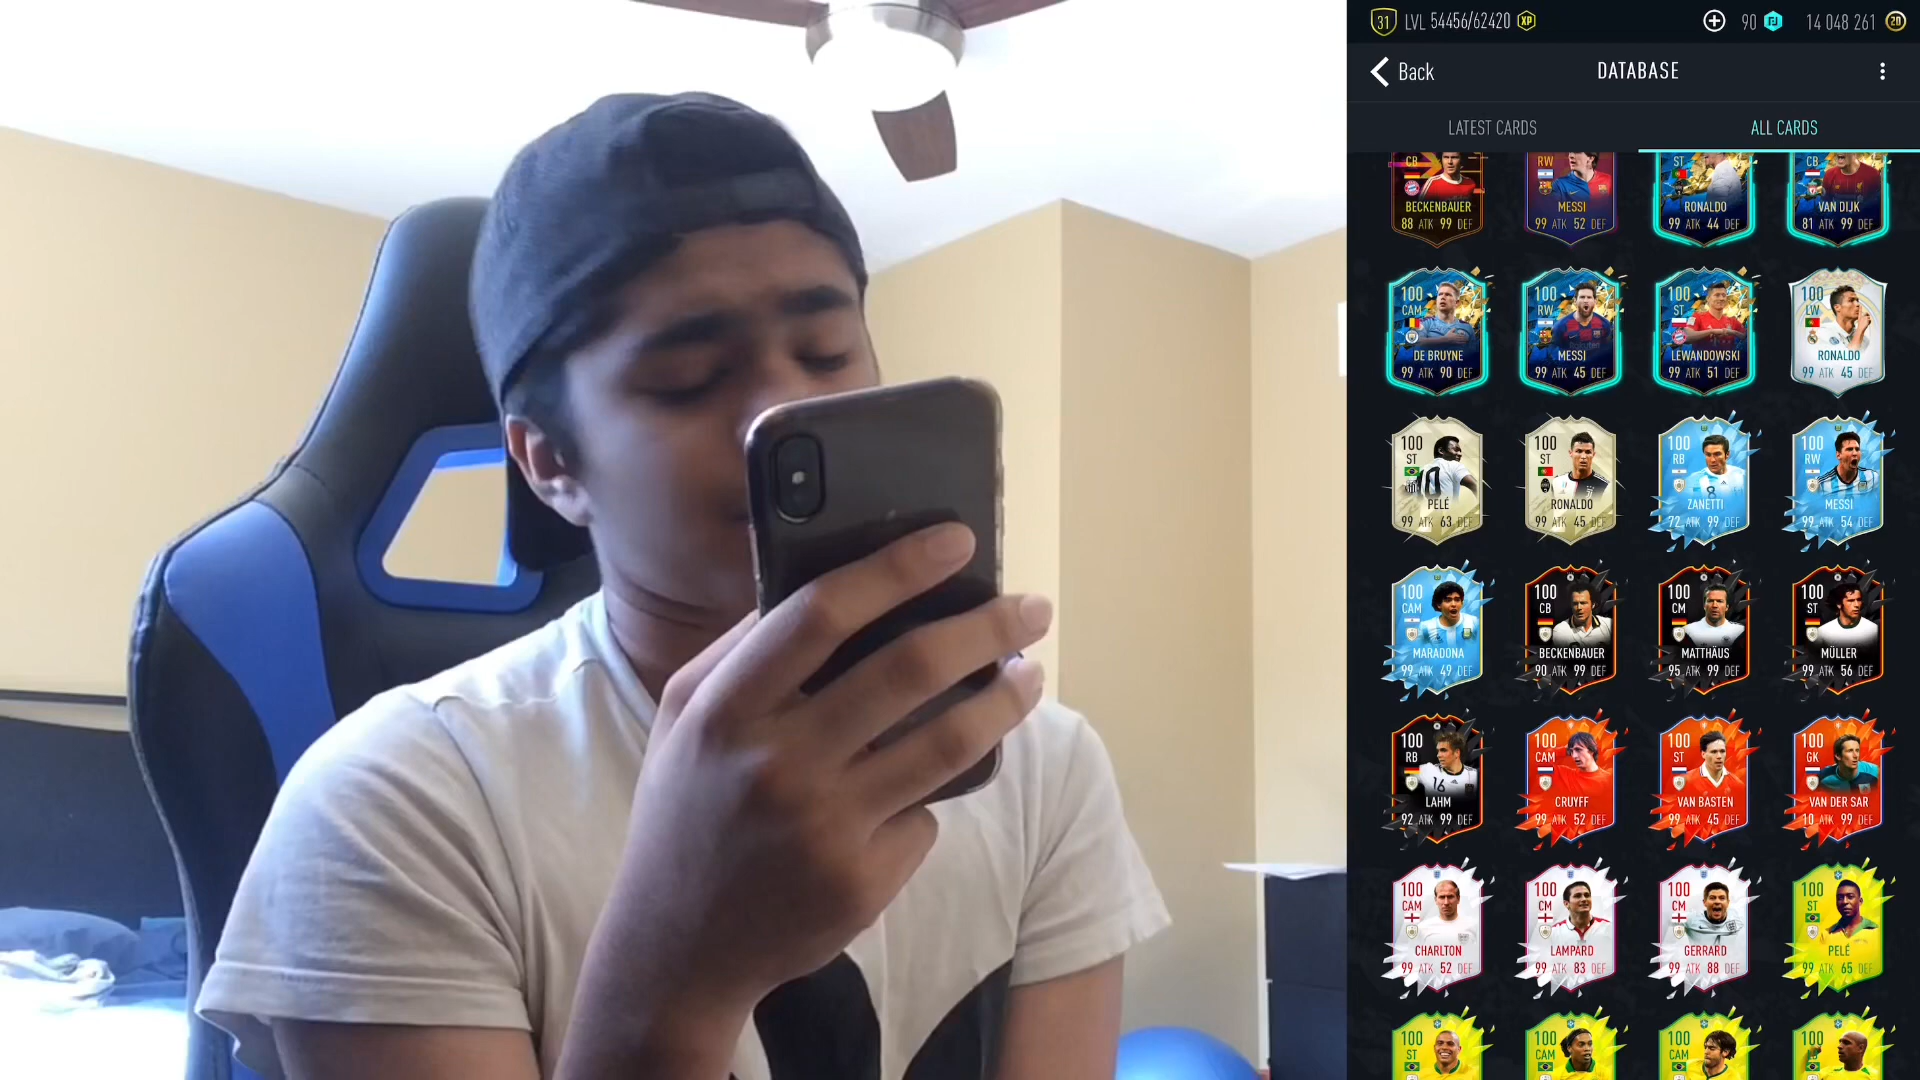 31 LVL 54456/62420 XP 90 14 048 261 20
Back DATABASE
LATEST CARDS ALL CARDS
CB RW ST CB
BECKENBAUER MESSI RONALDO VAN DIJK
88 ATK 99 DEF 99 ATK 52 DEF 99 ATK 44 DEF 81 ATK 99 DEF
100 100 100 100
CAM RW ST LW
DE BRUYNE MESSI LEWANDOWSKI RONALDO
99 ATK 90 DEF 99 ATK 45 DEF 99 ATK 51 DEF 99 ATK 45 DEF
100 100 100 100
ST ST RB RW
PELÉ RONALDO ZANETTI MESSI
99 ATK 63 DEF 99 ATK 45 DEF 72 ATK 99 DEF 99 ATK 54 DEF
100 100 100 100
CAM CB CM ST
MARADONA BECKENBAUER MATTHÄUS MÜLLER
99 ATK 49 DEF 90 ATK 99 DEF 95 ATK 99 DEF 99 ATK 56 DEF
100 100 100 100
RB CAM ST GK
LAHM CRUYFF VAN BASTEN VAN DER SAR
92 ATK 99 DEF 99 ATK 52 DEF 99 ATK 45 DEF 10 ATK 99 DEF
100 100 100 100
CAM CM CM ST
CHARLTON LAMPARD GERRARD PELÉ
99 ATK 52 DEF 99 ATK 83 DEF 99 ATK 88 DEF 99 ATK 65 DEF
100 100 100 100
ST CAM CAM